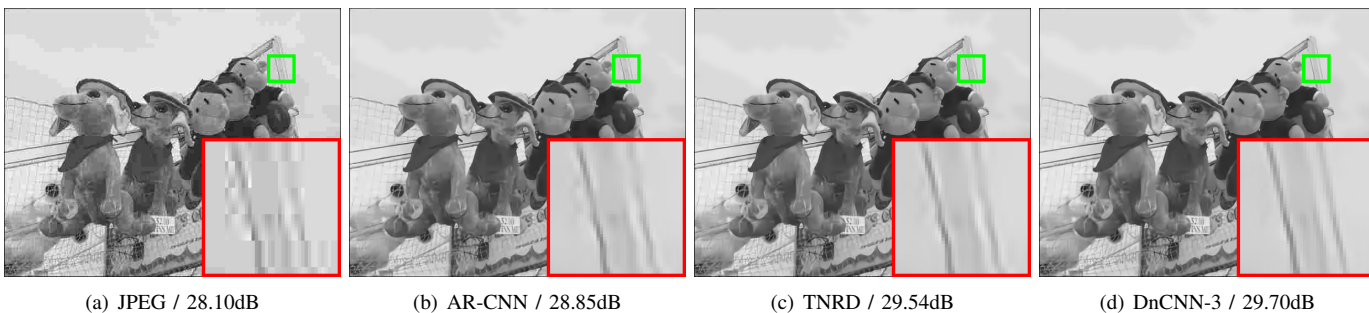 (a) JPEG / 28.10dB
(b) AR-CNN / 28.85dB
(c) TNRD / 29.54dB
(d) DnCNN-3 / 29.70dB